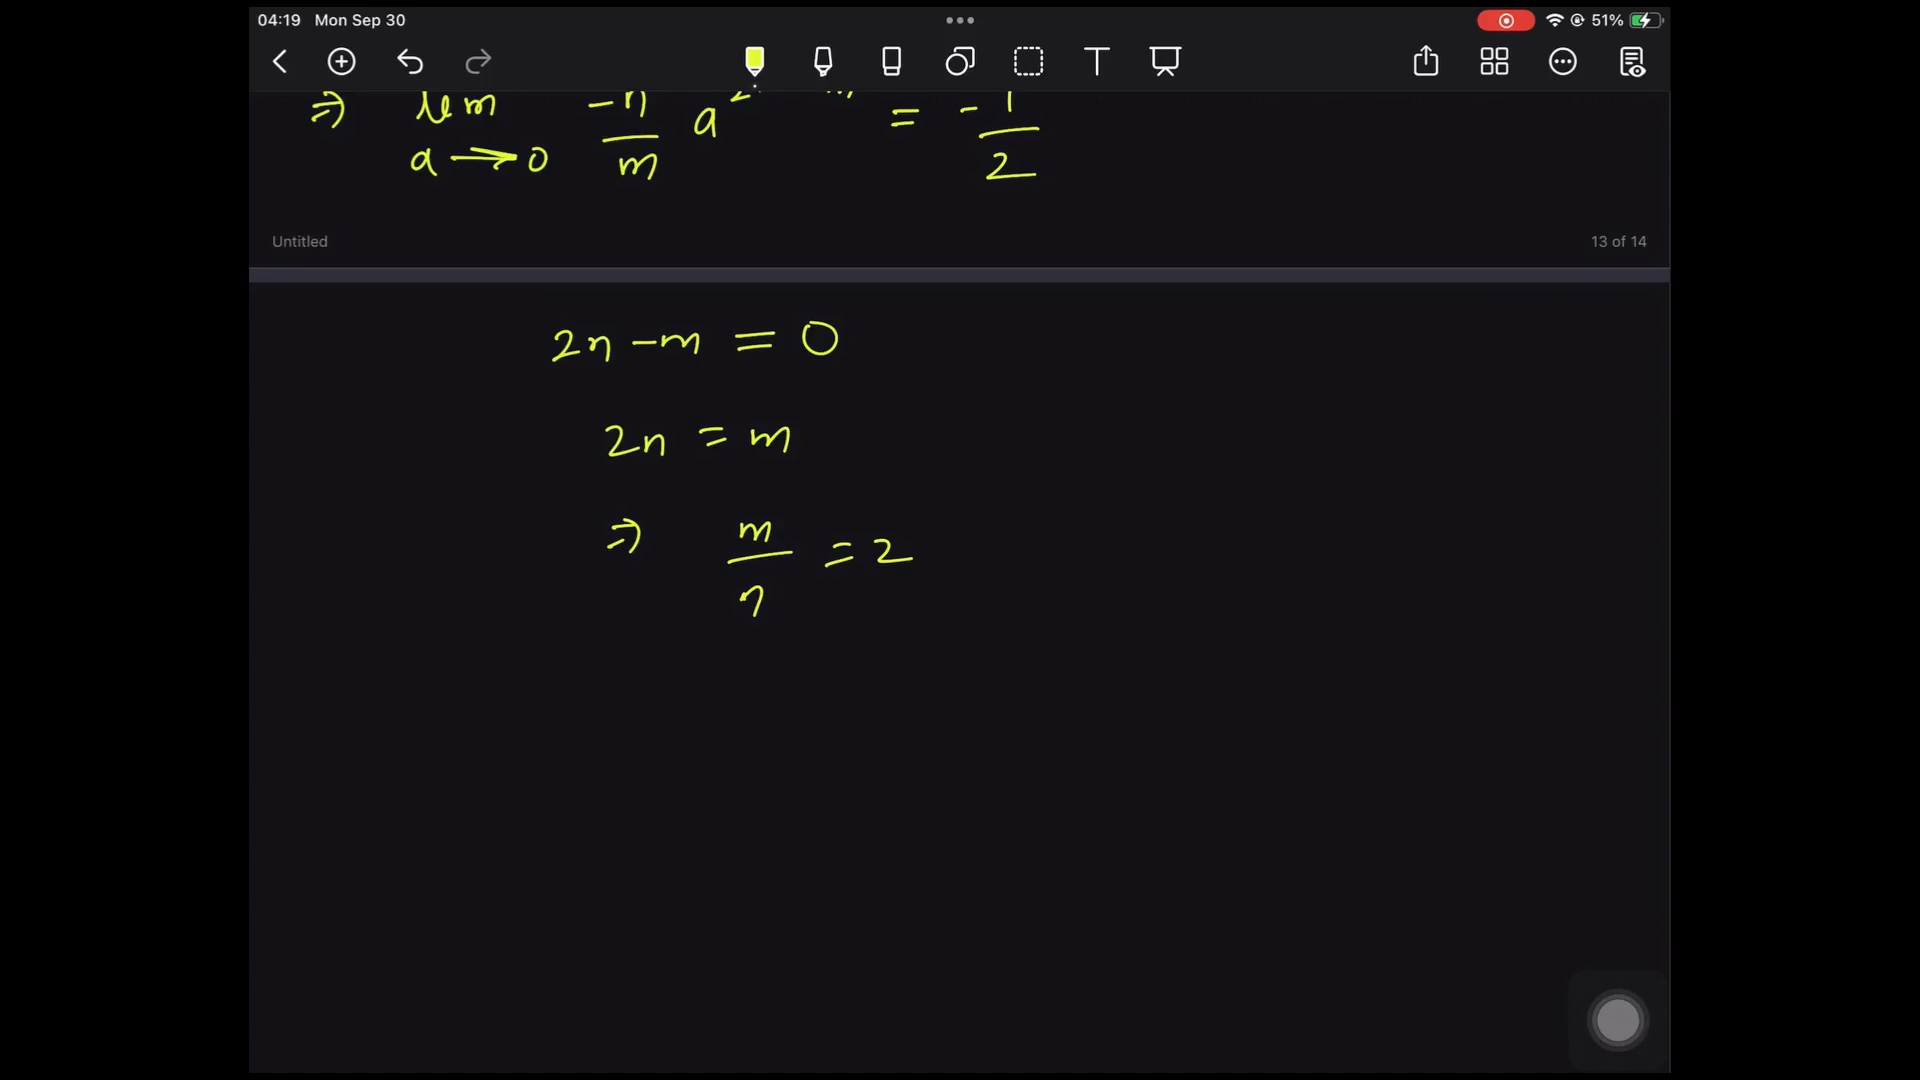 04:19 Mon Sep 30 51%
⇒ lim -n/m a = -1/2
a → 0
Untitled 13 of 14
2n - m = 0
2n = m
⇒ m/n = 2